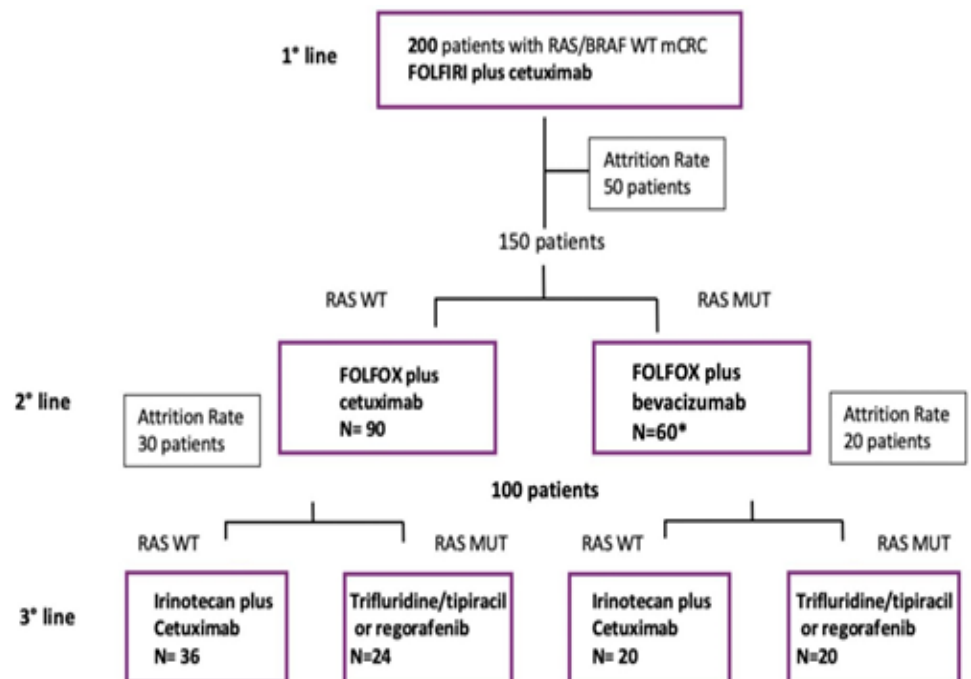 1° line
200 patients with RAS/BRAF WT mCRC
FOLFIRI plus cetuximab
Attrition Rate
50 patients
150 patients
RAS WT
RAS MUT
2° line
Attrition Rate
30 patients
FOLFOX plus
cetuximab
N= 90
FOLFOX plus
bevacizumab
N=60*
Attrition Rate
20 patients
100 patients
RAS WT
RAS MUT
RAS WT
RAS MUT
3° line
Irinotecan plus
Cetuximab
N= 36
Trifluridine/tipiracil
or regorafenib
N=24
Irinotecan plus
Cetuximab
N= 20
Trifluridine/tipiracil
or regorafenib
N=20